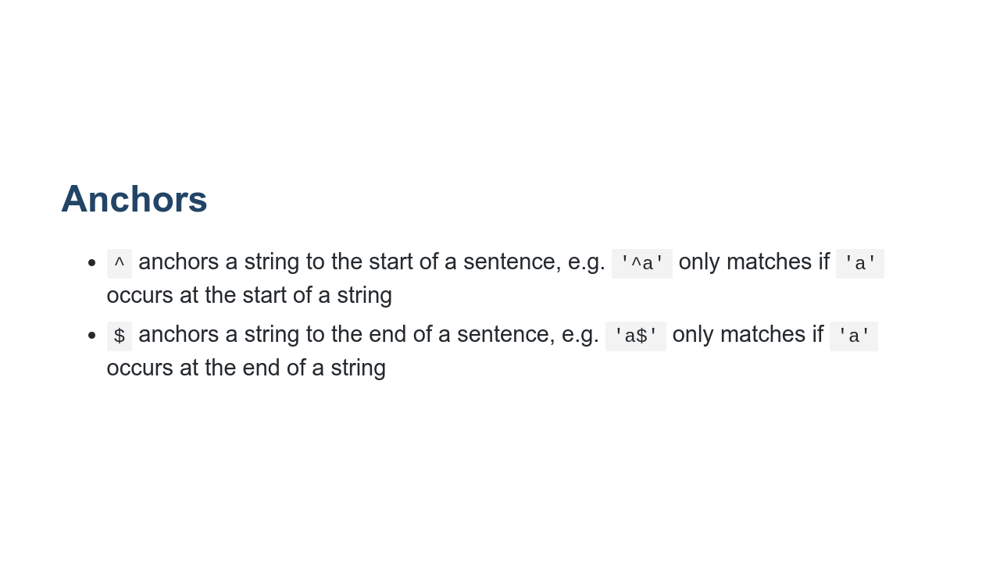 Anchors
• ^ anchors a string to the start of a sentence, e.g. '^a' only matches if 'a'
occurs at the start of a string
• $ anchors a string to the end of a sentence, e.g. 'a$' only matches if 'a'
occurs at the end of a string